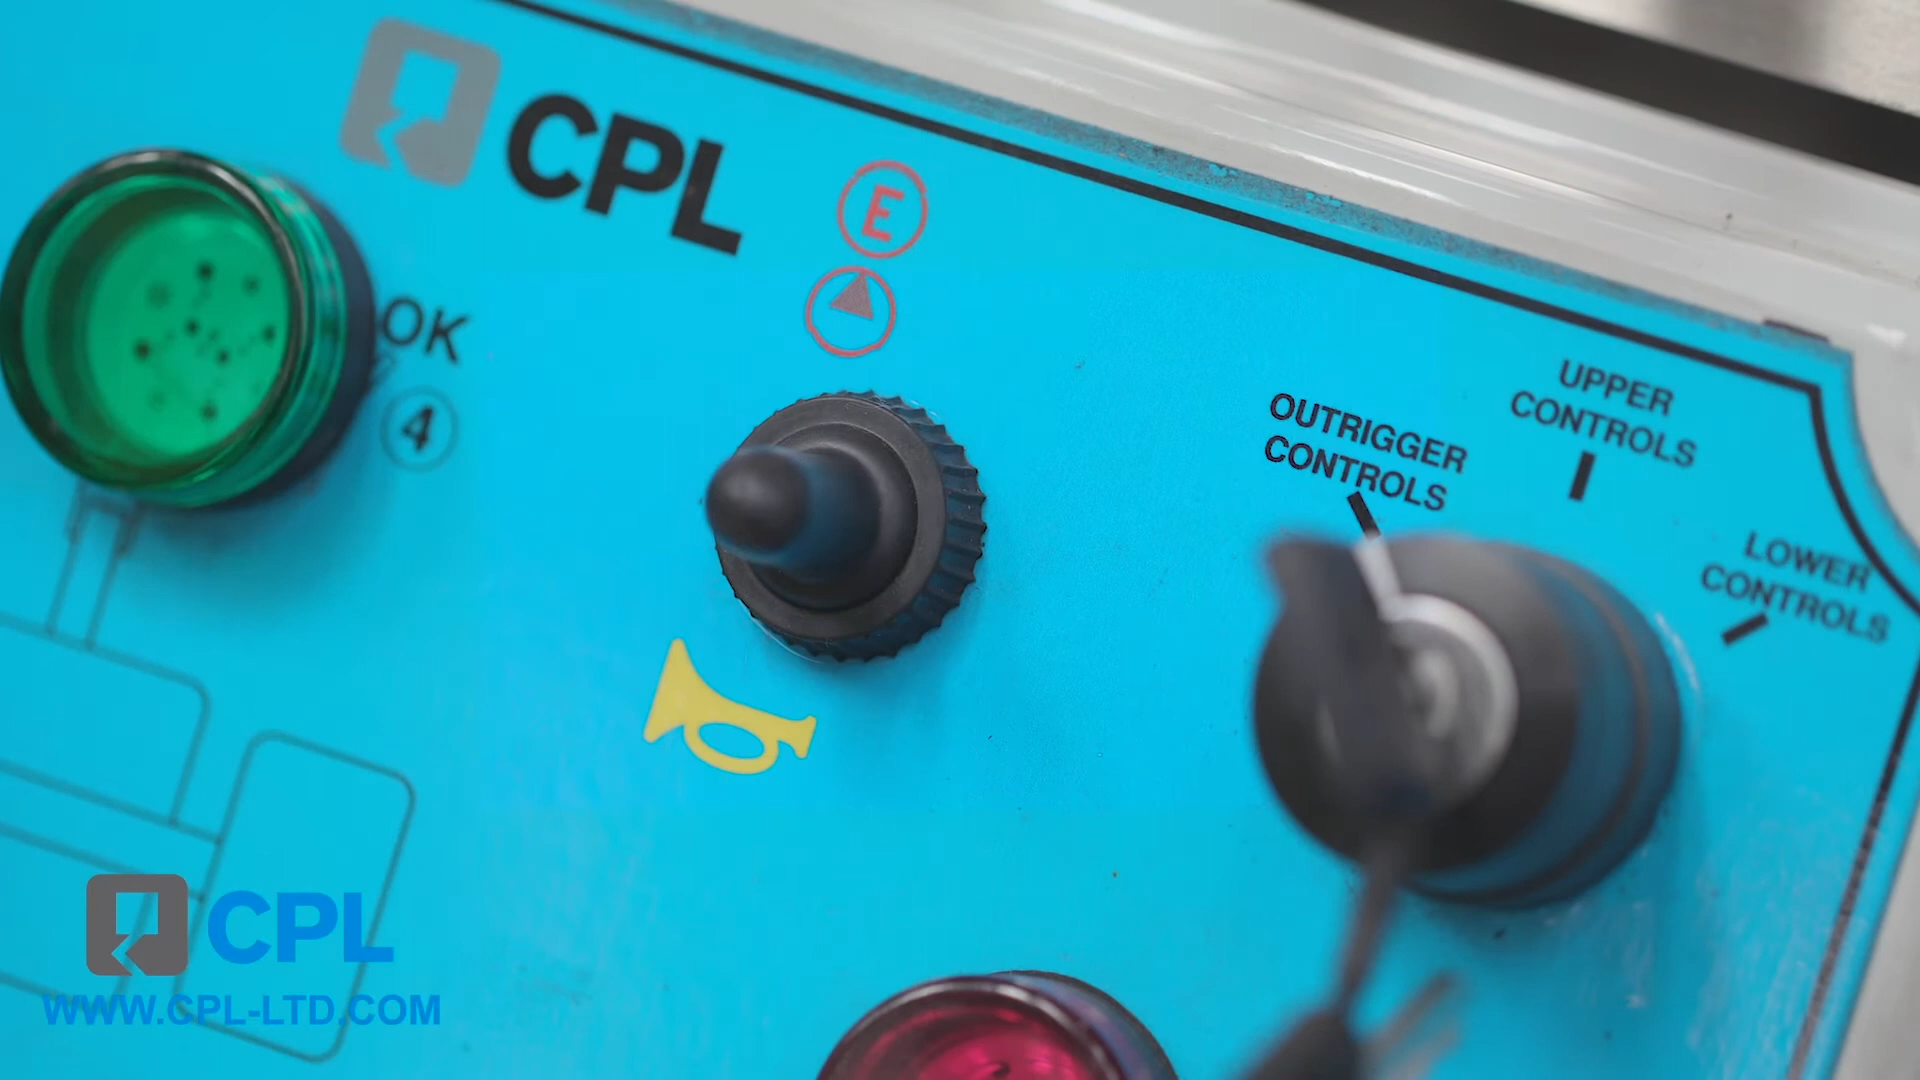 CPL
E
OK
4
OUTRIGGER
CONTROLS
UPPER
CONTROLS
LOWER
CONTROLS
CPL
WWW.CPL-LTD.COM